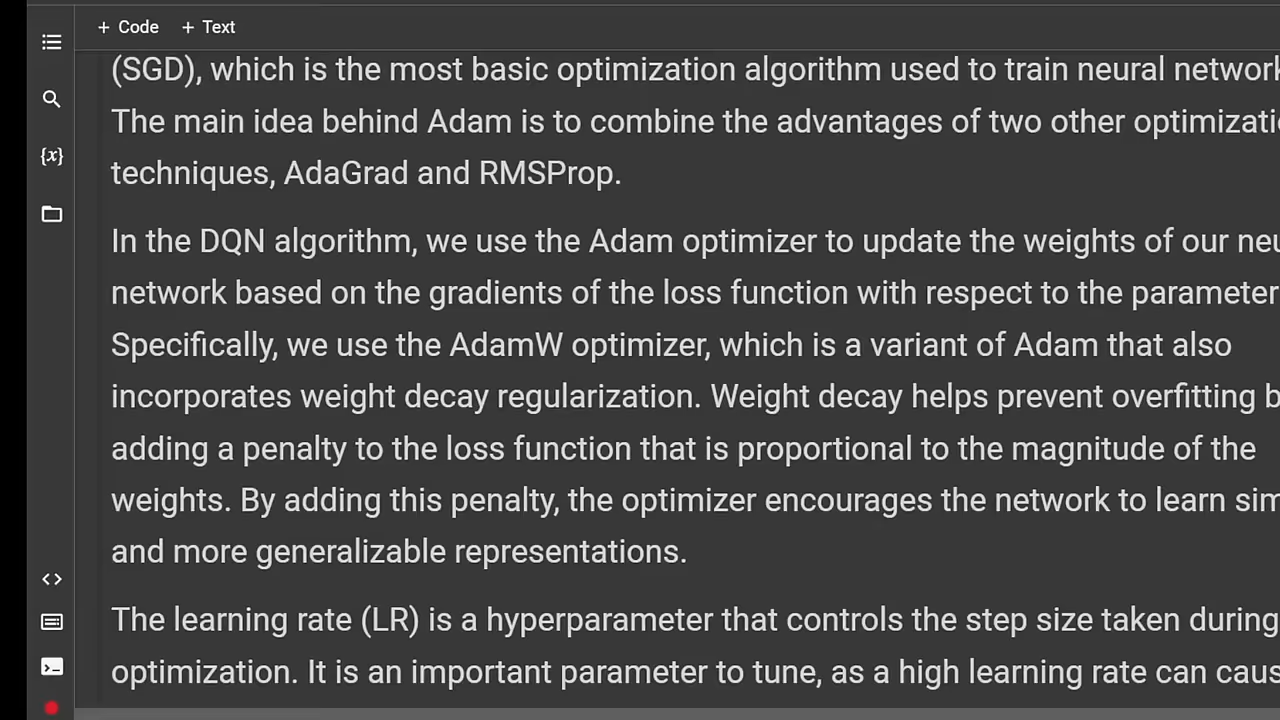 + Code + Text
(SGD), which is the most basic optimization algorithm used to train neural network
The main idea behind Adam is to combine the advantages of two other optimizati
techniques, AdaGrad and RMSProp.
In the DQN algorithm, we use the Adam optimizer to update the weights of our neu
network based on the gradients of the loss function with respect to the parameter
Specifically, we use the AdamW optimizer, which is a variant of Adam that also
incorporates weight decay regularization. Weight decay helps prevent overfitting b
adding a penalty to the loss function that is proportional to the magnitude of the
weights. By adding this penalty, the optimizer encourages the network to learn sim
and more generalizable representations.
The learning rate (LR) is a hyperparameter that controls the step size taken during
optimization. It is an important parameter to tune, as a high learning rate can caus
{x}